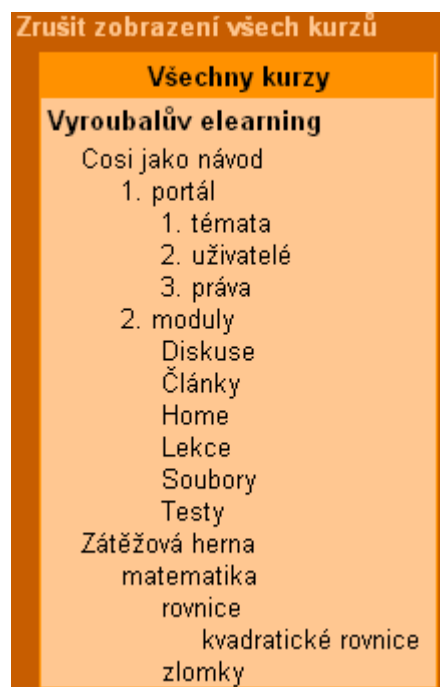 Zrušit zobrazení všech kurzů
Všechny kurzy
Vyroubalův elearning
Cosi jako návod
1. portál
1. témata
2. uživatelé
3. práva
2. moduly
Diskuse
Články
Home
Lekce
Soubory
Testy
Zátěžová herna
matematika
rovnice
kvadratické rovnice
zlomky